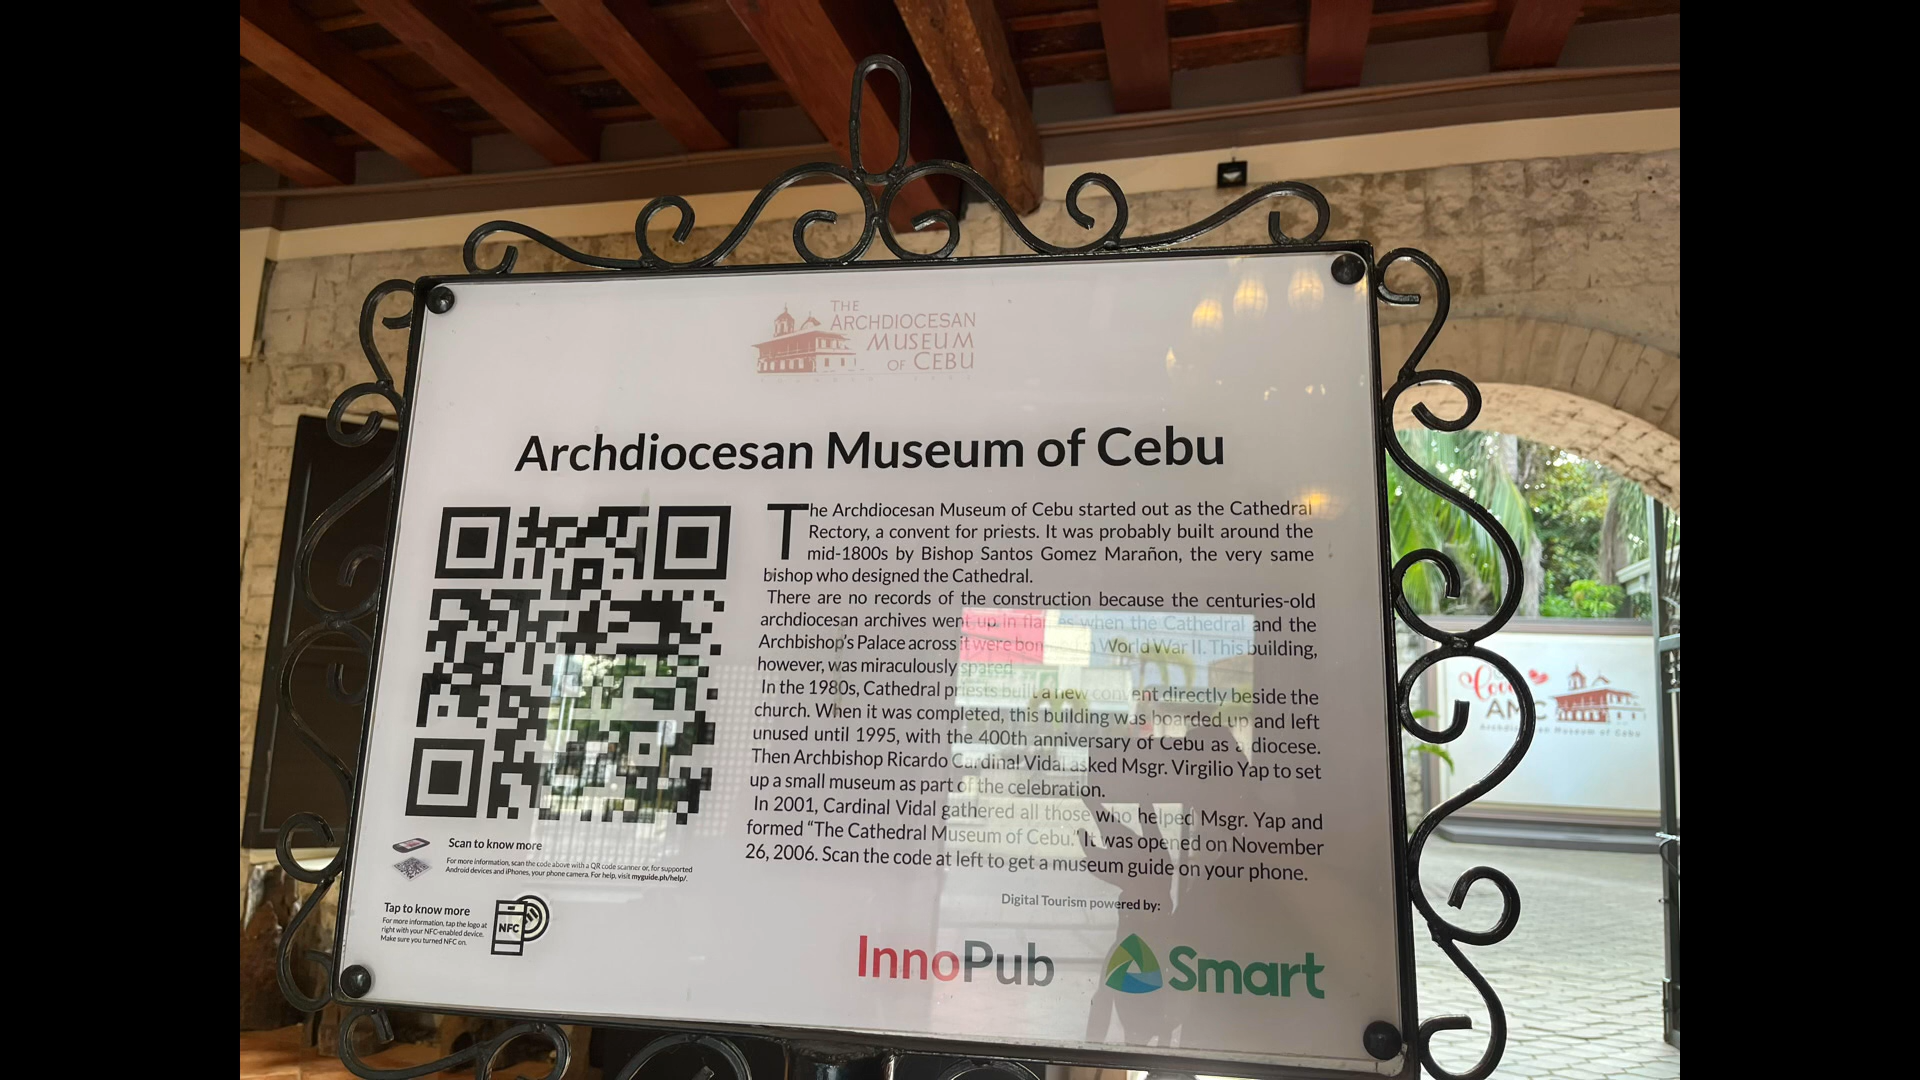 THE
ARCHDIOCESAN
MUSEUM
OF CEBU
Archdiocesan Museum of Cebu
The Archdiocesan Museum of Cebu started out as the Cathedral
Rectory, a convent for priests. It was probably built around the
mid-1800s by Bishop Santos Gomez Marañon, the very same
bishop who designed the Cathedral.
There are no records of the construction because the centuries-old
archdiocesan archives went up in flames when the Cathedral and the
Archbishop's Palace across it were bombed in World War II. This building,
however, was miraculously spared.
In the 1980s, Cathedral priests built a new convent directly beside the
church. When it was completed, this building was boarded up and left
unused until 1995, with the 400th anniversary of Cebu as a diocese.
Then Archbishop Ricardo Cardinal Vidal asked Msgr. Virgilio Yap to set
up a small museum as part of the celebration.
In 2001, Cardinal Vidal gathered all those who helped Msgr. Yap and
formed “The Cathedral Museum of Cebu.” It was opened on November
26, 2006. Scan the code at left to get a museum guide on your phone.
Scan to know more
For more information, scan the code above with a QR code scanner or, for supported
Android devices and iPhones, your phone camera. For help, visit myguide.ph/help/.
Tap to know more
For more information, tap the logo at
right with your NFC-enabled device.
Make sure you turned NFC on.
NFC
Digital Tourism powered by:
InnoPub
Smart
love
AMC
Archdiocesan Museum of Cebu